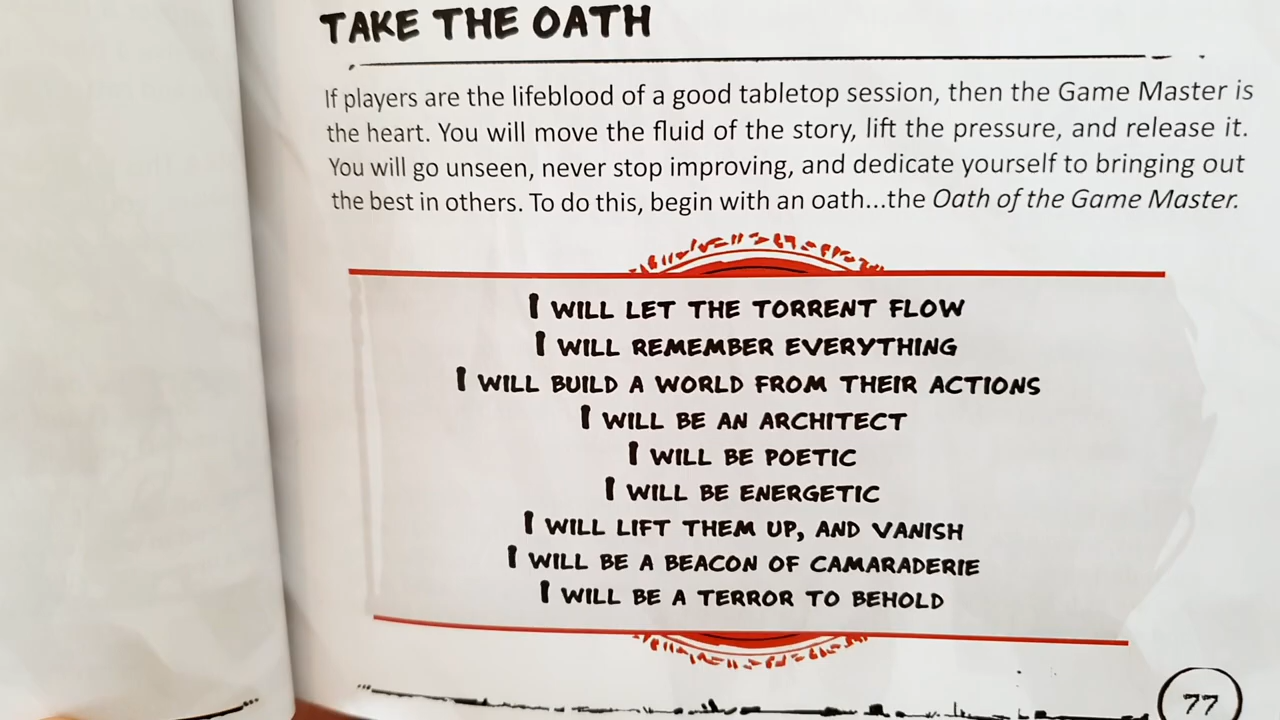 TAKE THE OATH
If players are the lifeblood of a good tabletop session, then the Game Master is
the heart. You will move the fluid of the story, lift the pressure, and release it.
You will go unseen, never stop improving, and dedicate yourself to bringing out
the best in others. To do this, begin with an oath...the Oath of the Game Master.
I WILL LET THE TORRENT FLOW
I WILL REMEMBER EVERYTHING
I WILL BUILD A WORLD FROM THEIR ACTIONS
I WILL BE AN ARCHITECT
I WILL BE POETIC
I WILL BE ENERGETIC
I WILL LIFT THEM UP, AND VANISH
I WILL BE A BEACON OF CAMARADERIE
I WILL BE A TERROR TO BEHOLD
77